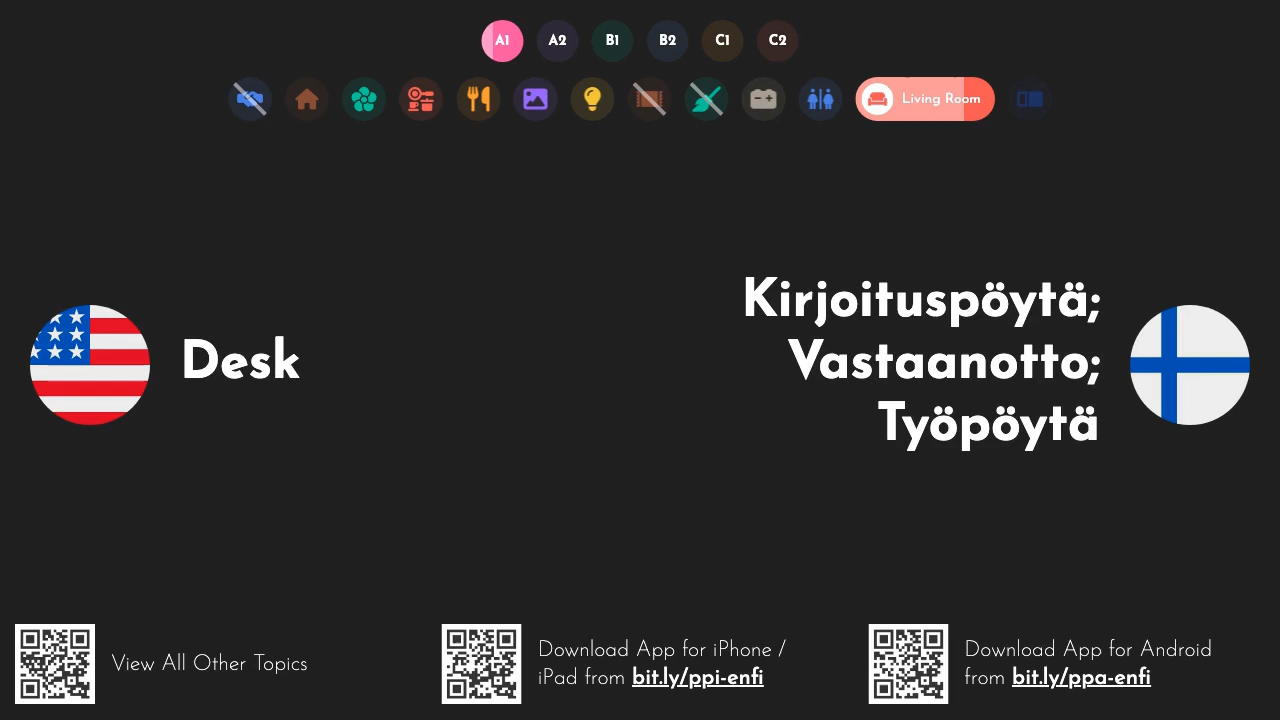 A1 A2 B1 B2 C1 C2
Living Room
Desk
Kirjoituspöytä;
Vastaanotto;
Työpöytä
View All Other Topics
Download App for iPhone /
iPad from bit.ly/ppi-enfi
Download App for Android
from bit.ly/ppa-enfi